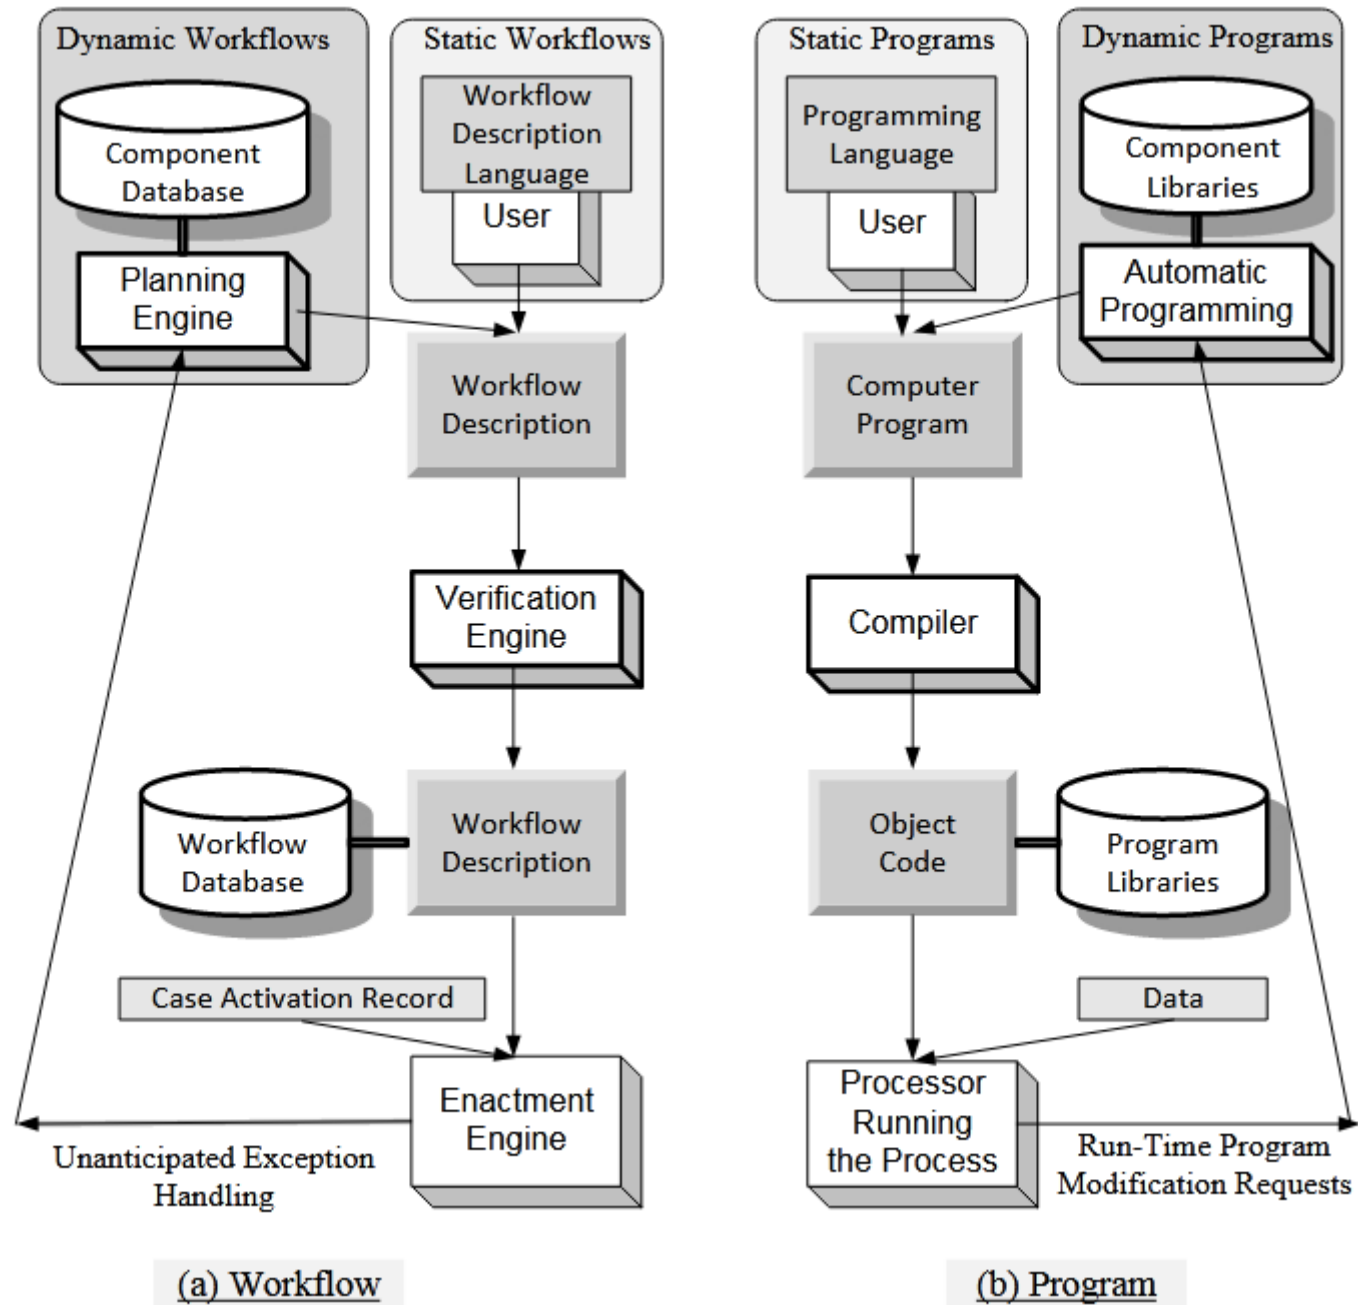 Dynamic Workflows
Component
Database
Planning
Engine
Static Workflows
Workflow
Description
Language
User
Workflow
Description
Verification
Engine
Workflow
Database
Workflow
Description
Case Activation Record
Enactment
Engine
Unanticipated Exception
Handling
(a) Workflow
Static Programs
Programming
Language
User
Dynamic Programs
Component
Libraries
Automatic
Programming
Computer
Program
Compiler
Object
Code
Program
Libraries
Data
Processor
Running
the Process
Run-Time Program
Modification Requests
(b) Program